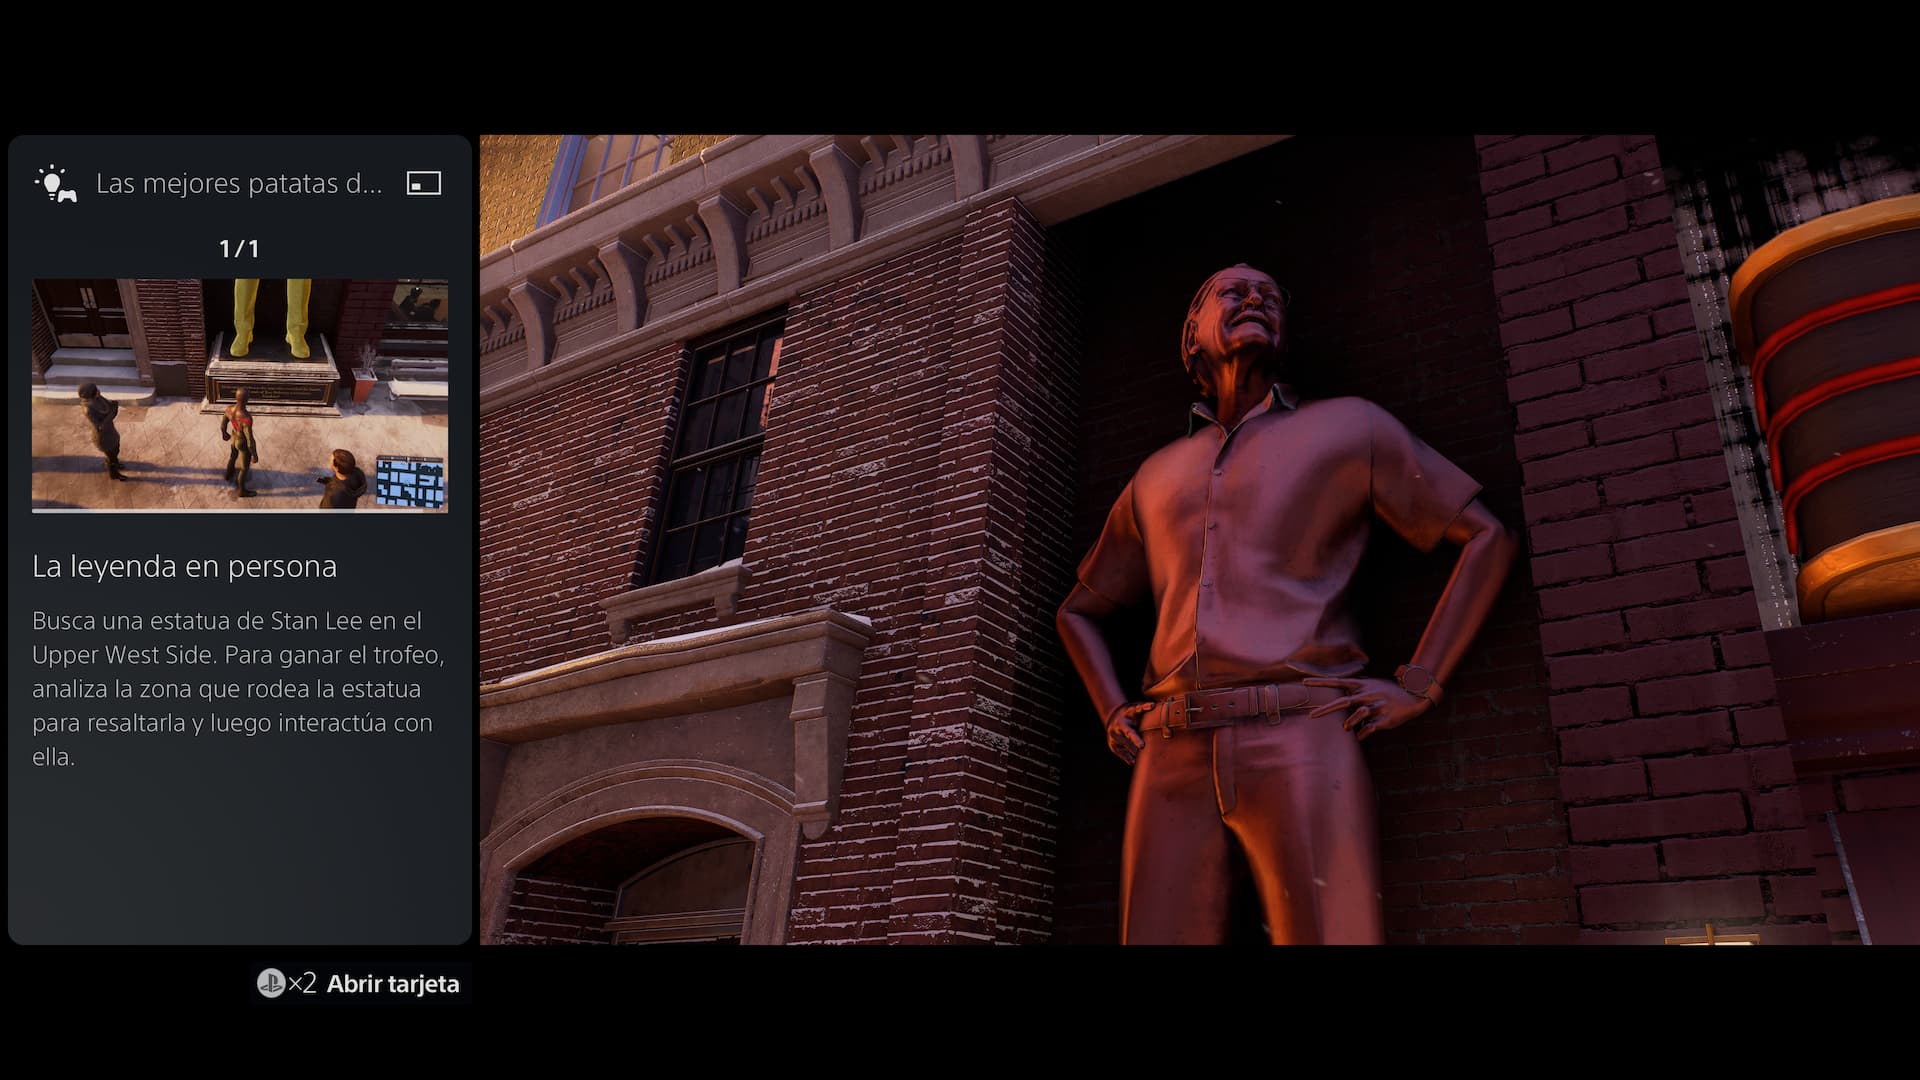 Las mejores patatas d...
1/1
La leyenda en persona
Busca una estatua de Stan Lee en el
Upper West Side. Para ganar el trofeo,
analiza la zona que rodea la estatua
para resaltarla y luego interactúa con
ella.
×2 Abrir tarjeta